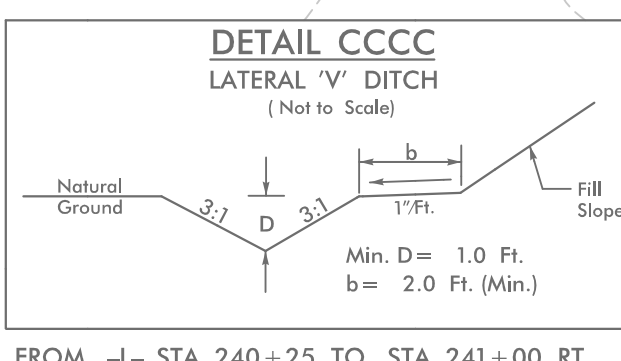 DETAIL CCCC
LATERAL 'V' DITCH
( Not to Scale)
b
Natural
Ground
3:1
D
3:1
1"/Ft.
Fill
Slope
Min. D= 1.0 Ft.
b= 2.0 Ft. (Min.)
FROM -L- STA. 240+25 TO STA. 241+00 RT.